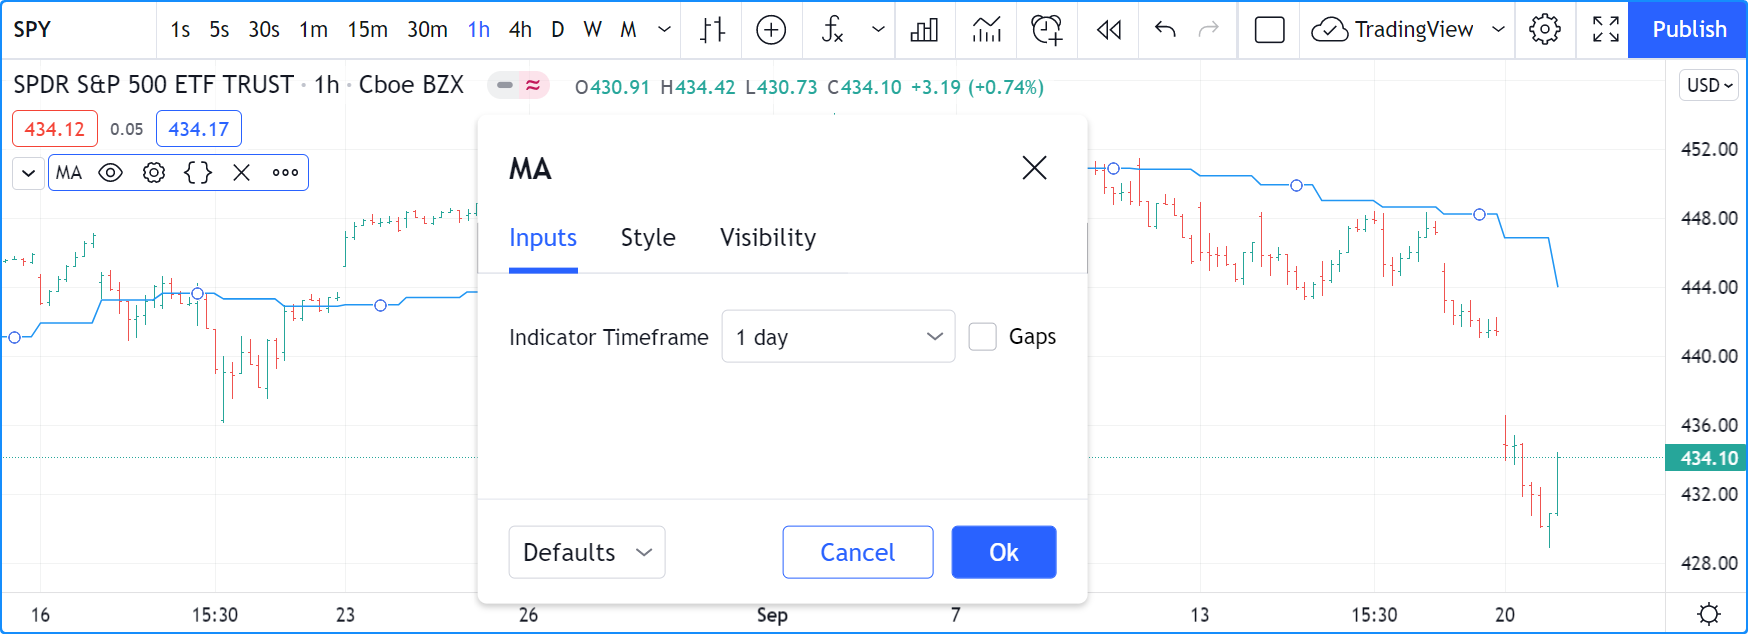 SPY 1s 5s 30s 1m 15m 30m 1h 4h D W M TradingView Publish
SPDR S&P 500 ETF TRUST · 1h · Cboe BZX O430.91 H434.42 L430.73 C434.10 +3.19 (+0.74%)
USD
434.12 0.05 434.17
MA
MA
Inputs Style Visibility
Indicator Timeframe 1 day Gaps
Defaults Cancel Ok
452.00
448.00
444.00
440.00
436.00
434.10
432.00
428.00
16 15:30 23 26 Sep 7 13 15:30 20